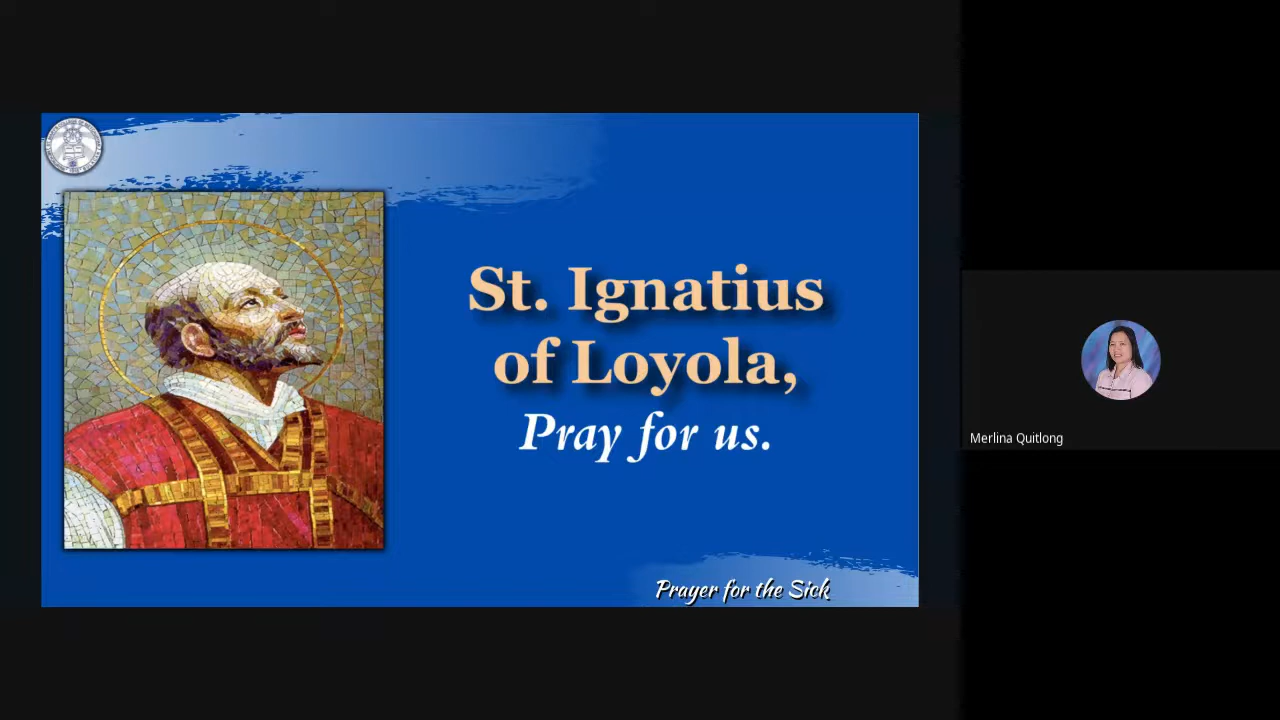 St. Ignatius
of Loyola,
Pray for us.
Prayer for the Sick
Merlina Quitlong